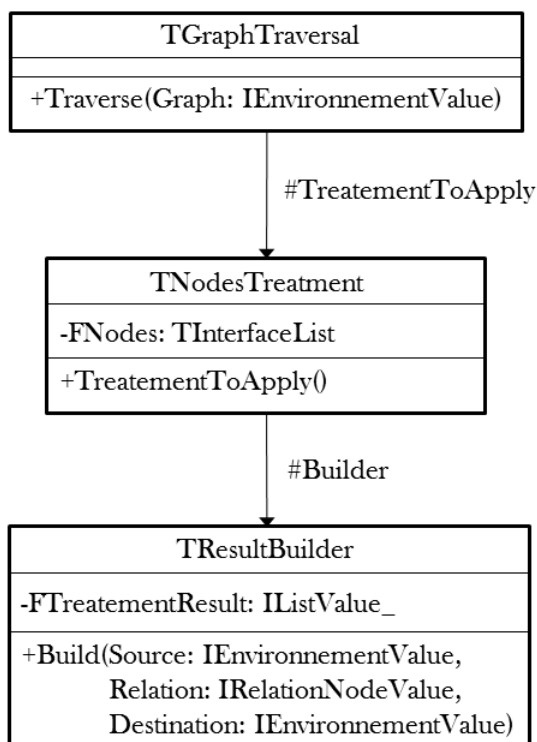 TGraphTraversal
+Traverse(Graph: IEnvironnementValue)
#TreatementToApply
TNodesTreatment
-FNodes: TInterfaceList
+TreatementToApply()
#Builder
TResultBuilder
-FTreatementResult: IListValue_
+Build(Source: IEnvironnementValue,
Relation: IRelationNodeValue,
Destination: IEnvironnementValue)